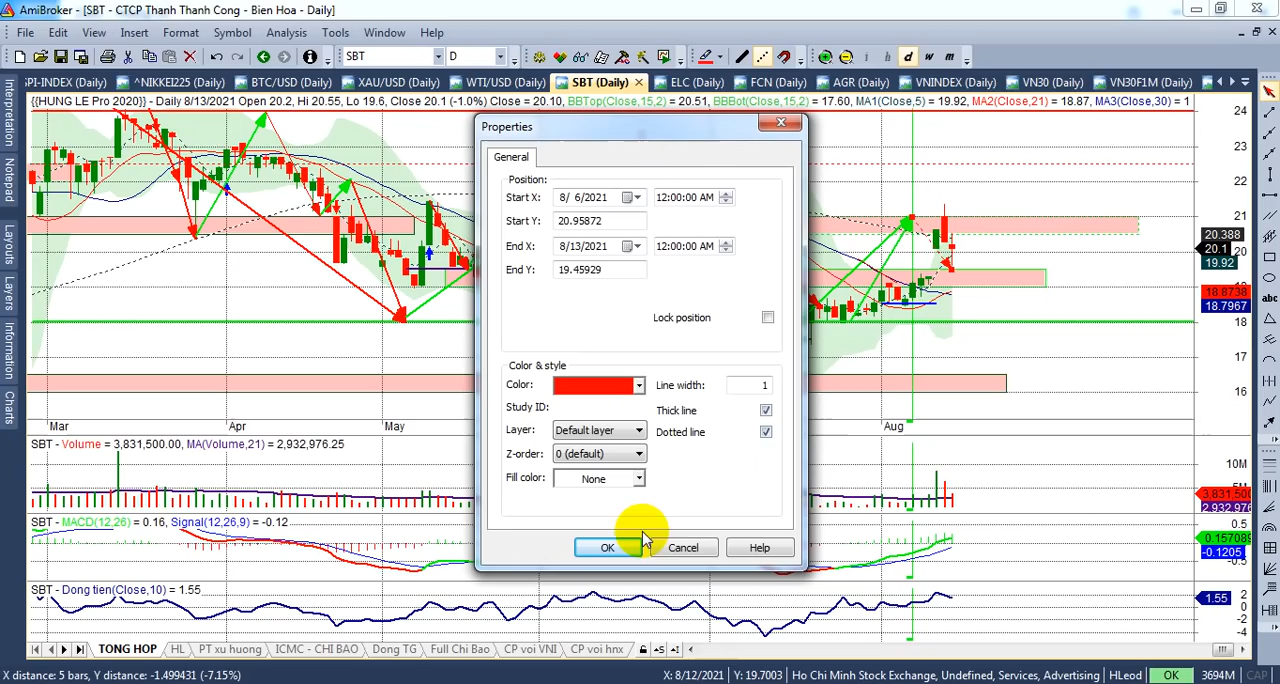 AmiBroker - [SBT - CTCP Thanh Thanh Cong - Bien Hoa - Daily]
File Edit View Insert Format Symbol Analysis Tools Window Help
SBT D h d w m
PI-INDEX (Daily) ^NIKKEI225 (Daily) BTC/USD (Daily) XAU/USD (Daily) WTI/USD (Daily) SBT (Daily) ELC (Daily) FCN (Daily) AGR (Daily) VNINDEX (Daily) VN30 (Daily) VN30F1M (Daily)
{{HUNG LE Pro 2020}} - Daily 8/13/2021 Open 20.2, Hi 20.55, Lo 19.6, Close 20.1 (-1.0%) Close = 20.10, BBTop(Close,15,2) = 20.51, BBBot(Close,15,2) = 17.60, MA1(Close,5) = 19.92, MA2(Close,21) = 18.87, MA3(Close,30) = 1
Interpretation
Notepad
Layouts
Layers
Information
Charts
Properties
General
Position:
Start X: 8/ 6/2021 12:00:00 AM
Start Y: 20.95872
End X: 8/13/2021 12:00:00 AM
End Y: 19.45929
Lock position
Color & style
Color: Line width: 1
Study ID: Thick line
Layer: Default layer Dotted line
Z-order: 0 (default)
Fill color: None
OK Cancel Help
24
23
22
21
20.388
20.1
19.92
19
18.8738
18.7967
18
17
16
abc
Mar Apr May Aug
SBT - Volume = 3,831,500.00, MA(Volume,21) = 2,932,976.25
10M
3,831,500
2,932,976
SBT - MACD(12,26) = 0.16, Signal(12,26,9) = -0.12
0.5
0.157089
-0.1205
SBT - Dong tien(Close,10) = 1.55
1.55
2
0
-2
-4
TONG HOP HL PT xu huong ICMC - CHI BAO Dong TG Full Chi Bao CP voi VNI CP voi hnx
X distance: 5 bars, Y distance: -1.499431 (-7.15%) X: 8/12/2021 Y: 19.7003 Ho Chi Minh Stock Exchange, Undefined, Services, Advertising HLeod OK 3694M CAP